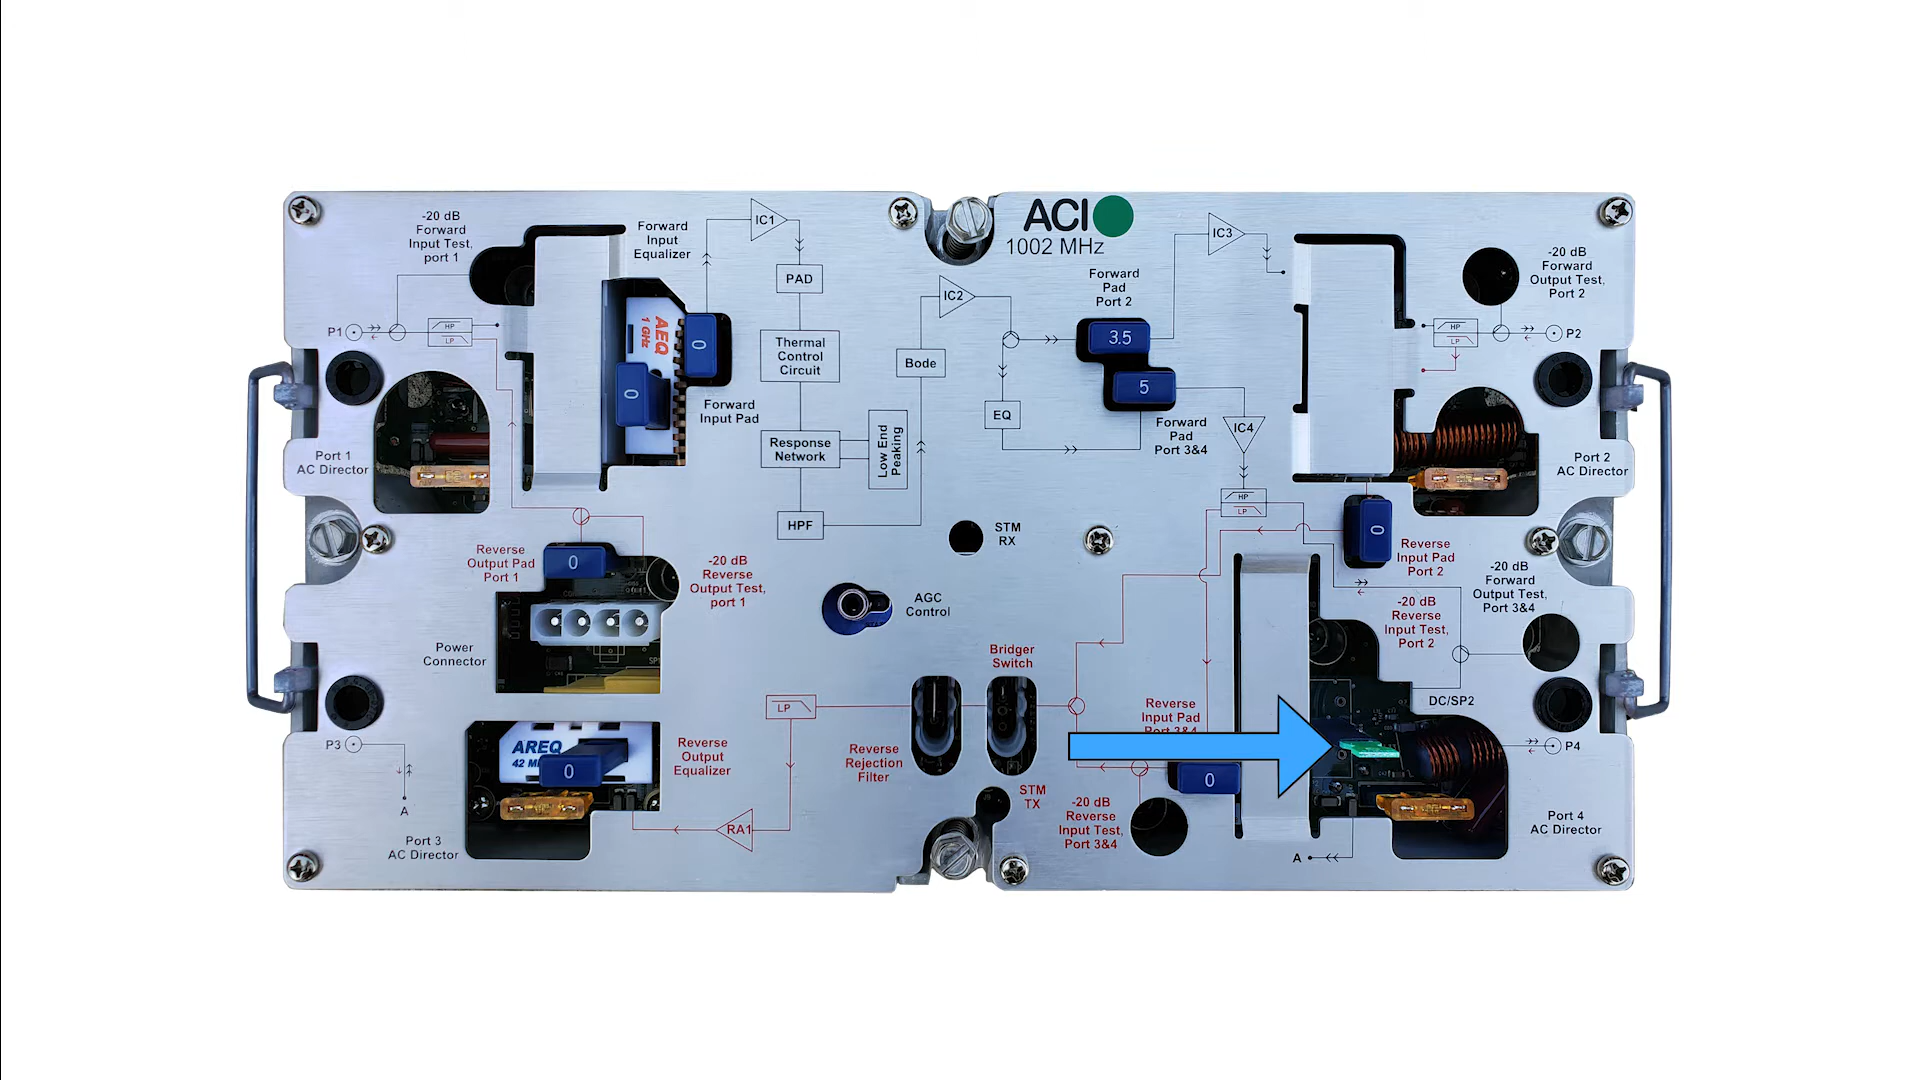 -20 dB
Forward
Input Test,
port 1
P1
HP
LP
Port 1
AC Director
Forward
Input
Equalizer
AEQ
1 GHz
0
0
Forward
Input Pad
IC1
PAD
Thermal
Control
Circuit
Response
Network
Low End
Peaking
HPF
Bode
IC2
EQ
ACI
1002 MHz
Forward
Pad
Port 2
3.5
5
Forward
Pad
Port 3&4
IC3
IC4
HP
LP
-20 dB
Forward
Output Test,
Port 2
HP
LP
P2
Port 2
AC Director
0
Reverse
Input Pad
Port 2
-20 dB
Forward
Output Test,
Port 3&4
-20 dB
Reverse
Input Test,
Port 2
STM
RX
AGC
Control
Reverse
Output Pad
Port 1
0
-20 dB
Reverse
Output Test,
port 1
Power
Connector
P3
A
Port 3
AC Director
AREQ
42 M
0
Reverse
Output
Equalizer
LP
RA1
Reverse
Rejection
Filter
Bridger
Switch
STM
TX
Reverse
Input Pad
3&4
0
-20 dB
Reverse
Input Test,
Port 3&4
DC/SP2
P4
Port 4
AC Director
A